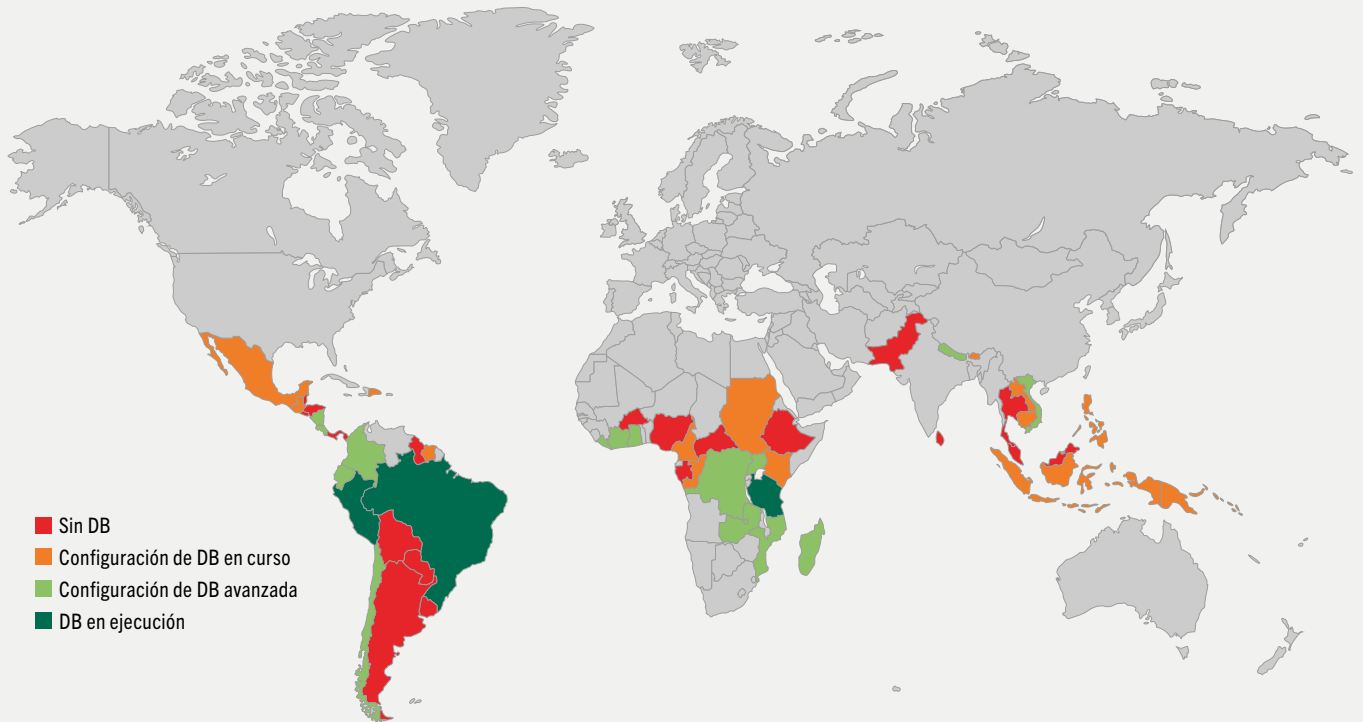 Sin DB
Configuración de DB en curso
Configuración de DB avanzada
DB en ejecución